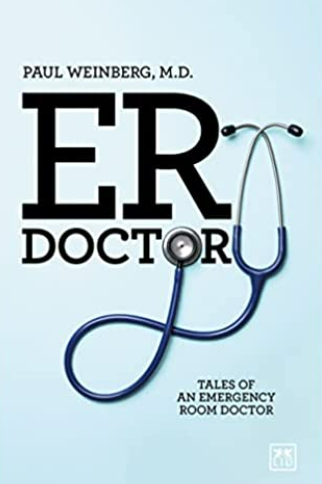 PAUL WEINBERG, M.D.
ER
DOCTOR
TALES OF
AN EMERGENCY
ROOM DOCTOR